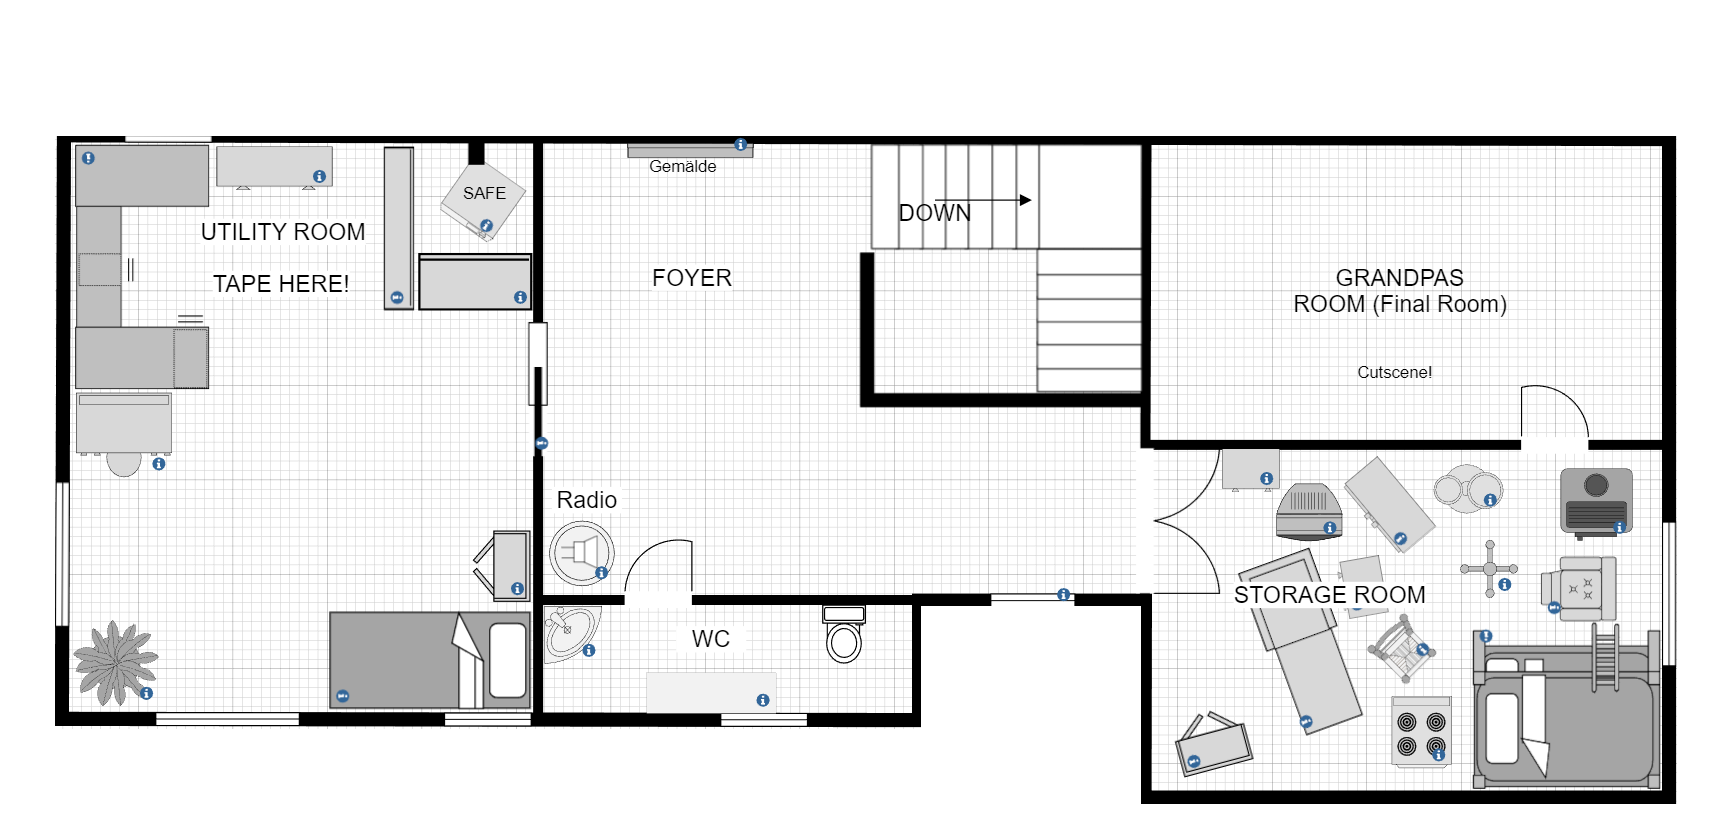 Gemälde
SAFE
DOWN
UTILITY ROOM
TAPE HERE!
FOYER
GRANDPAS
ROOM (Final Room)
Cutscene!
Radio
STORAGE ROOM
WC